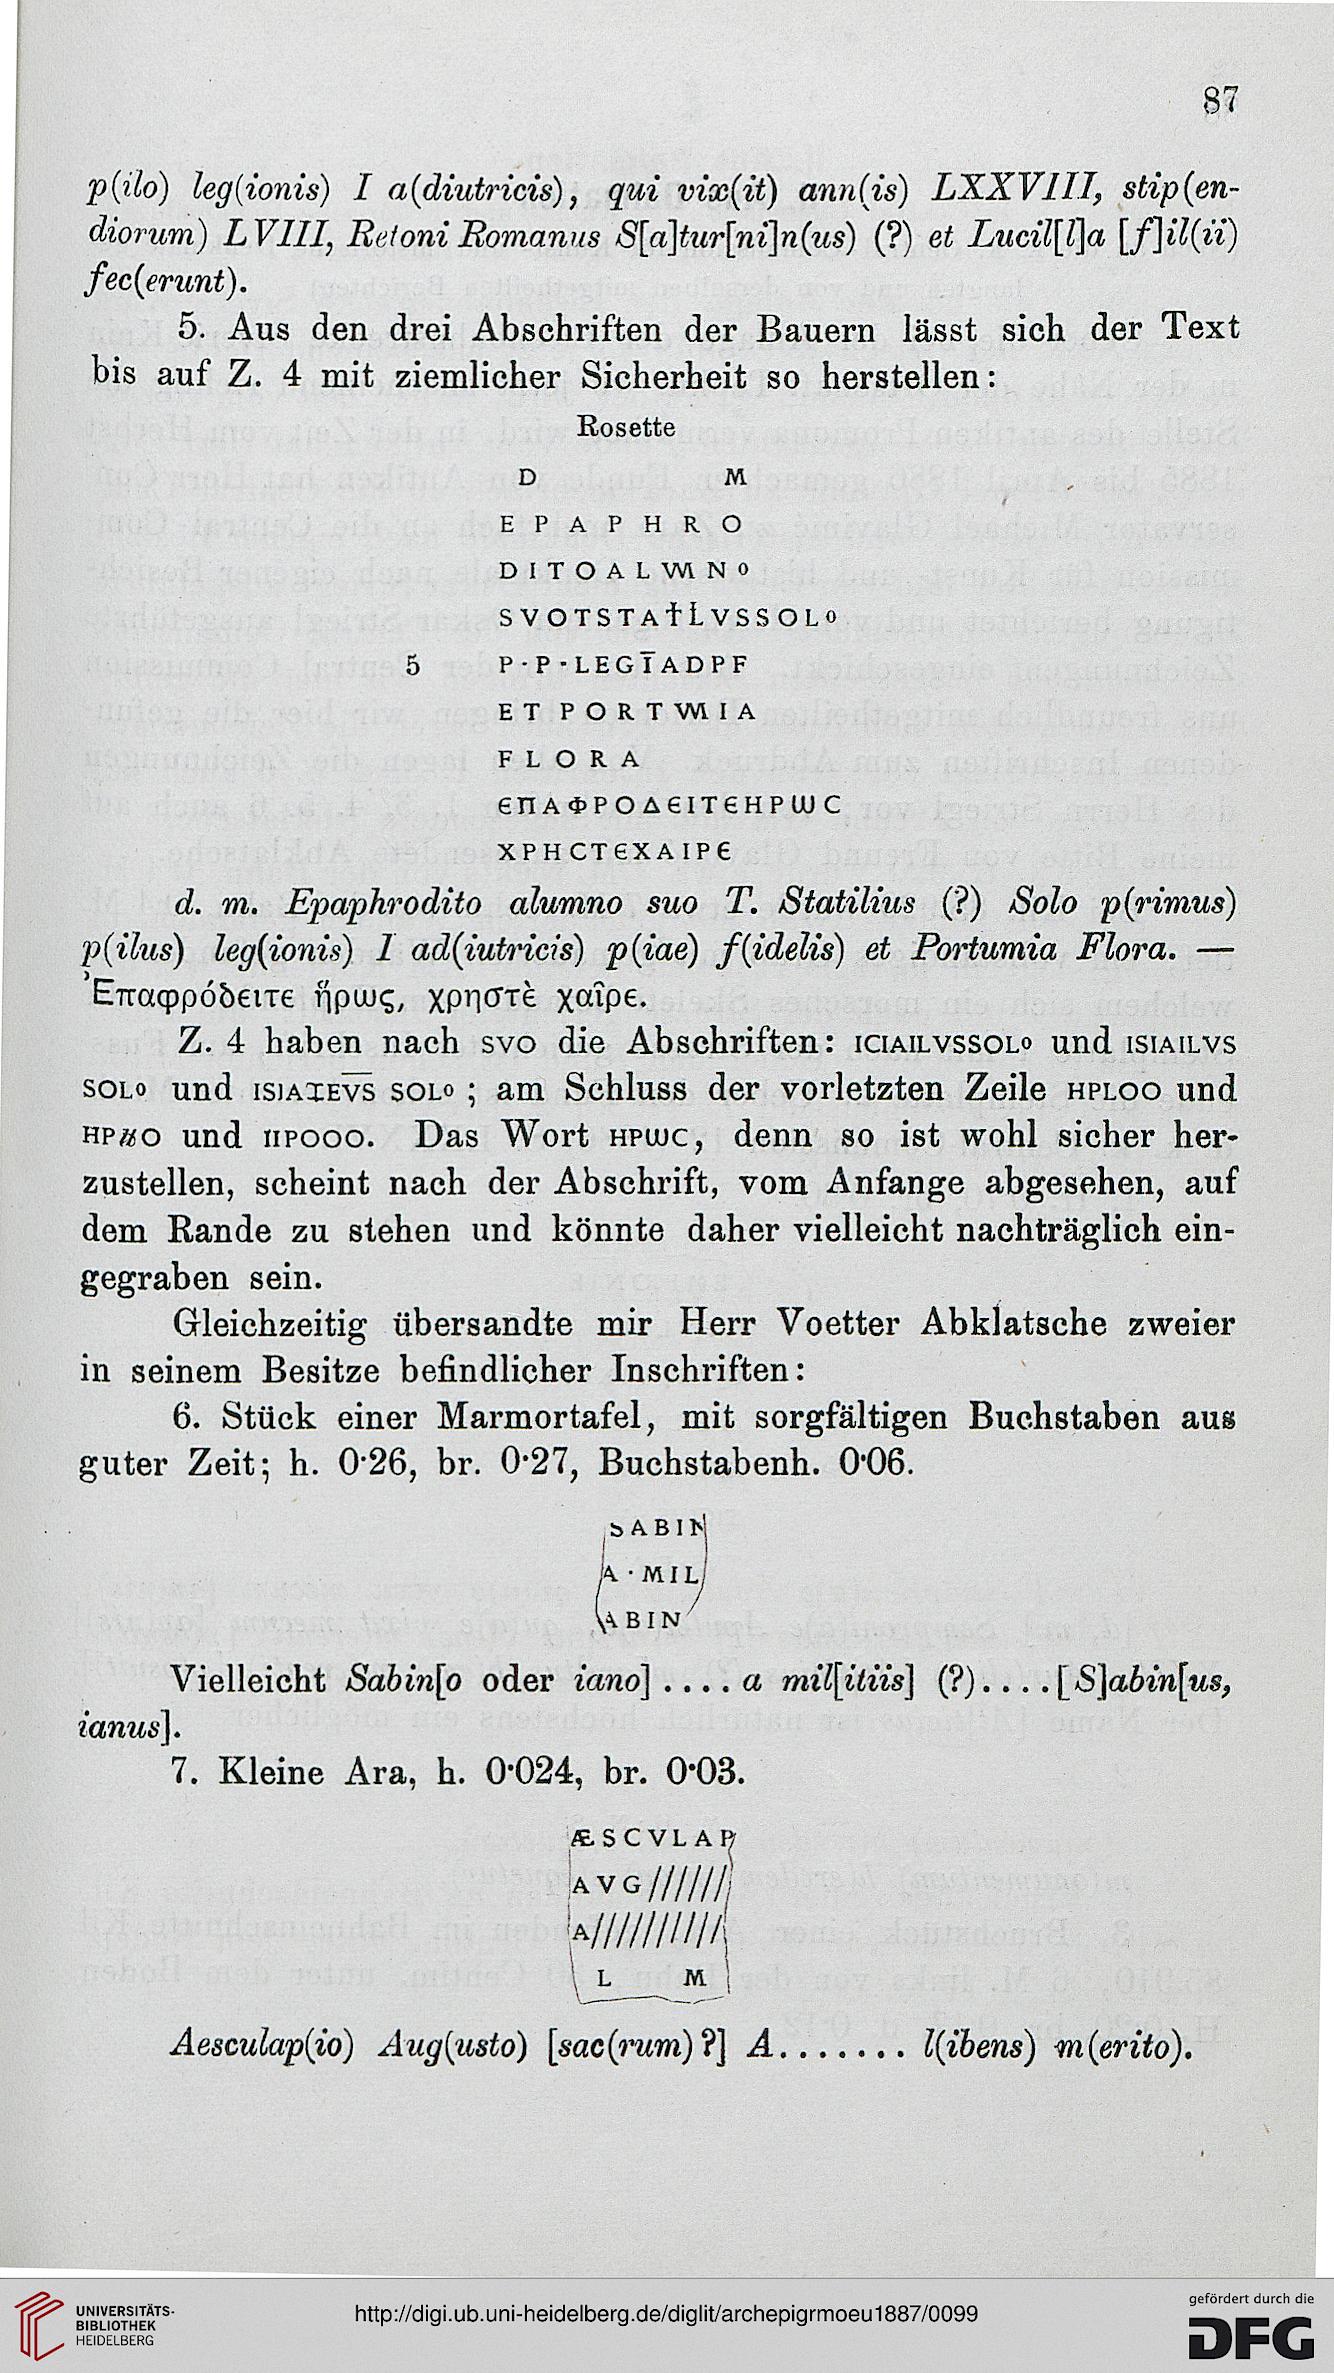 87
p(ilo) leg(ionis) I a(diutricis), qui vix(it) ann(is) LXXVIII, stip(en-
diorum) LVIII, Retoni Romanus S[a]tur[ni]n(us) (?) et Lucil[l]a [f]il(ii)
fec(erunt).
5. Aus den drei Abschriften der Bauern lässt sich der Text
bis auf Z. 4 mit ziemlicher Sicherheit so herstellen:
Rosette
D M
E P A P H R O
DITOALVMNO
SVOTSTATILVSSOLO
5 P·P·LEGĪADPF
ET PORTVMIA
FLORA
ЄΠΑΦΡΟΔЄΙΤЄΗΡШС
ΧΡΗСΤЄΧΑΙΡЄ
d. m. Epaphrodito alumno suo T. Statilius (?) Solo p(rimus)
p(ilus) leg(ionis) I ad(iutricis) p(iae) f(idelis) et Portumia Flora. —
Ἐπαφρόδειτε ἥρως, χρηστὲ χαῖρε.
Z. 4 haben nach SVO die Abschriften: ICIAILVSSOLO und ISIAILVS
SOLO und ISIAIEVS SOLO; am Schluss der vorletzten Zeile HPLOO und
und IIPOOO. Das Wort ΗΡШС, denn so ist wohl sicher her-
zustellen, scheint nach der Abschrift, vom Anfange abgesehen, auf
dem Rande zu stehen und könnte daher vielleicht nachträglich ein-
gegraben sein.
Gleichzeitig übersandte mir Herr Voetter Abklatsche zweier
in seinem Besitze befindlicher Inschriften:
6. Stück einer Marmortafel, mit sorgfältigen Buchstaben aus
guter Zeit; h. 0·26, br. 0·27, Buchstabenh. 0·06.
SABIN
A · MIL
ABIN
Vielleicht Sabin[o oder iano] .... a mil[itiis] (?)....[S]abin[us,
ianus].
7. Kleine Ara, h. 0·024, br. 0·03.
ÆSCVLAP
AVG///////
A///////////
L M
Aesculap(io) Aug(usto) [sac(rum)?] A....... l(ibens) m(erito).
UNIVERSITÄTS-
BIBLIOTHEK
HEIDELBERG
http://digi.ub.uni-heidelberg.de/diglit/archepigrmoeu1887/0099
gefördert durch die
DFG